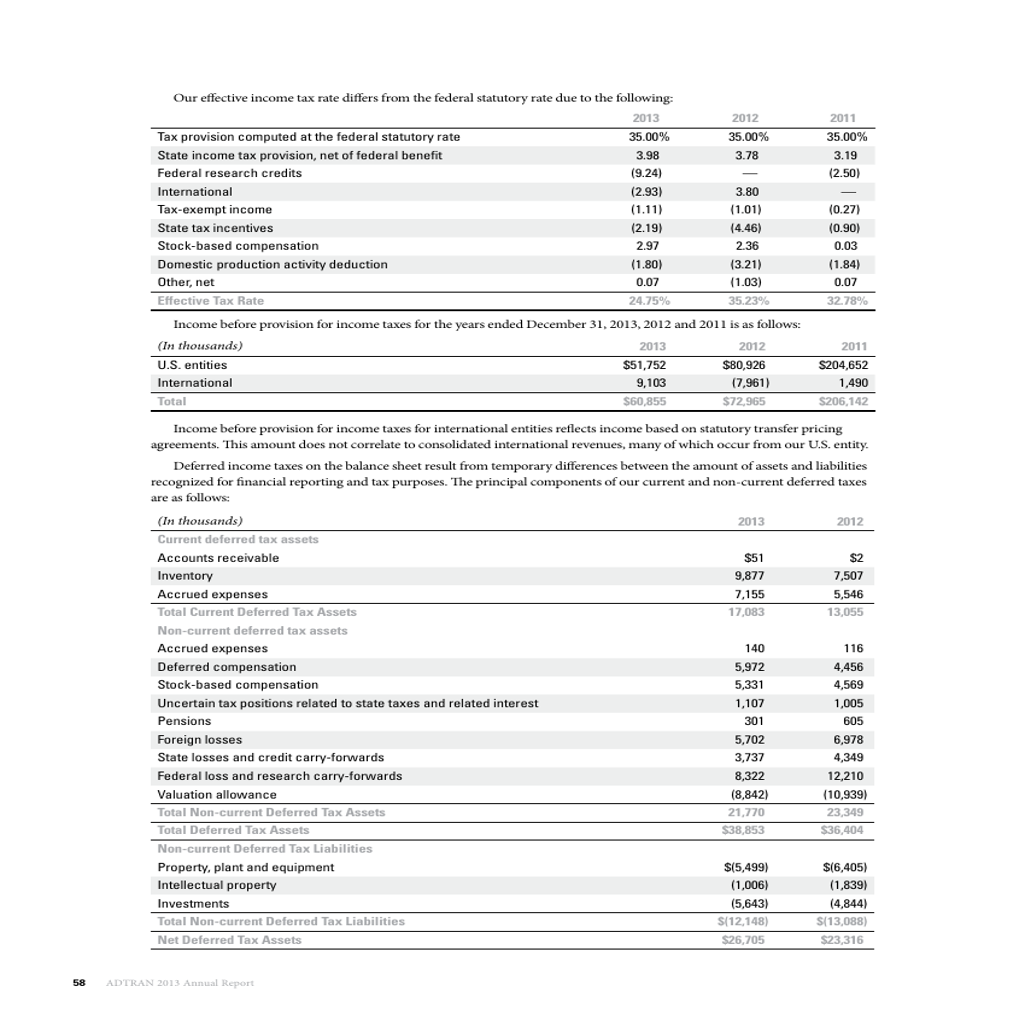 Our effective income tax rate differs from the federal statutory rate due to the following:
2013 2012 2011
Tax provision computed at the federal statutory rate 35.00% 35.00% 35.00%
State income tax provision, net of federal benefit 3.98 3.78 3.19
Federal research credits (9.24) — (2.50)
International (2.93) 3.80 —
Tax-exempt income (1.11) (1.01) (0.27)
State tax incentives (2.19) (4.46) (0.90)
Stock-based compensation 2.97 2.36 0.03
Domestic production activity deduction (1.80) (3.21) (1.84)
Other, net 0.07 (1.03) 0.07
Effective Tax Rate 24.75% 35.23% 32.78%
Income before provision for income taxes for the years ended December 31, 2013, 2012 and 2011 is as follows:
(In thousands) 2013 2012 2011
U.S. entities $51,752 $80,926 $204,652
International 9,103 (7,961) 1,490
Total $60,855 $72,965 $206,142
Income before provision for income taxes for international entities reflects income based on statutory transfer pricing
agreements. This amount does not correlate to consolidated international revenues, many of which occur from our U.S. entity.
Deferred income taxes on the balance sheet result from temporary differences between the amount of assets and liabilities
recognized for financial reporting and tax purposes. The principal components of our current and non-current deferred taxes
are as follows:
(In thousands) 2013 2012
Current deferred tax assets
Accounts receivable $51 $2
Inventory 9,877 7,507
Accrued expenses 7,155 5,546
Total Current Deferred Tax Assets 17,083 13,055
Non-current deferred tax assets
Accrued expenses 140 116
Deferred compensation 5,972 4,456
Stock-based compensation 5,331 4,569
Uncertain tax positions related to state taxes and related interest 1,107 1,005
Pensions 301 605
Foreign losses 5,702 6,978
State losses and credit carry-forwards 3,737 4,349
Federal loss and research carry-forwards 8,322 12,210
Valuation allowance (8,842) (10,939)
Total Non-current Deferred Tax Assets 21,770 23,349
Total Deferred Tax Assets $38,853 $36,404
Non-current Deferred Tax Liabilities
Property, plant and equipment $(5,499) $(6,405)
Intellectual property (1,006) (1,839)
Investments (5,643) (4,844)
Total Non-current Deferred Tax Liabilities $(12,148) $(13,088)
Net Deferred Tax Assets $26,705 $23,316
58 ADTRAN 2013 Annual Report